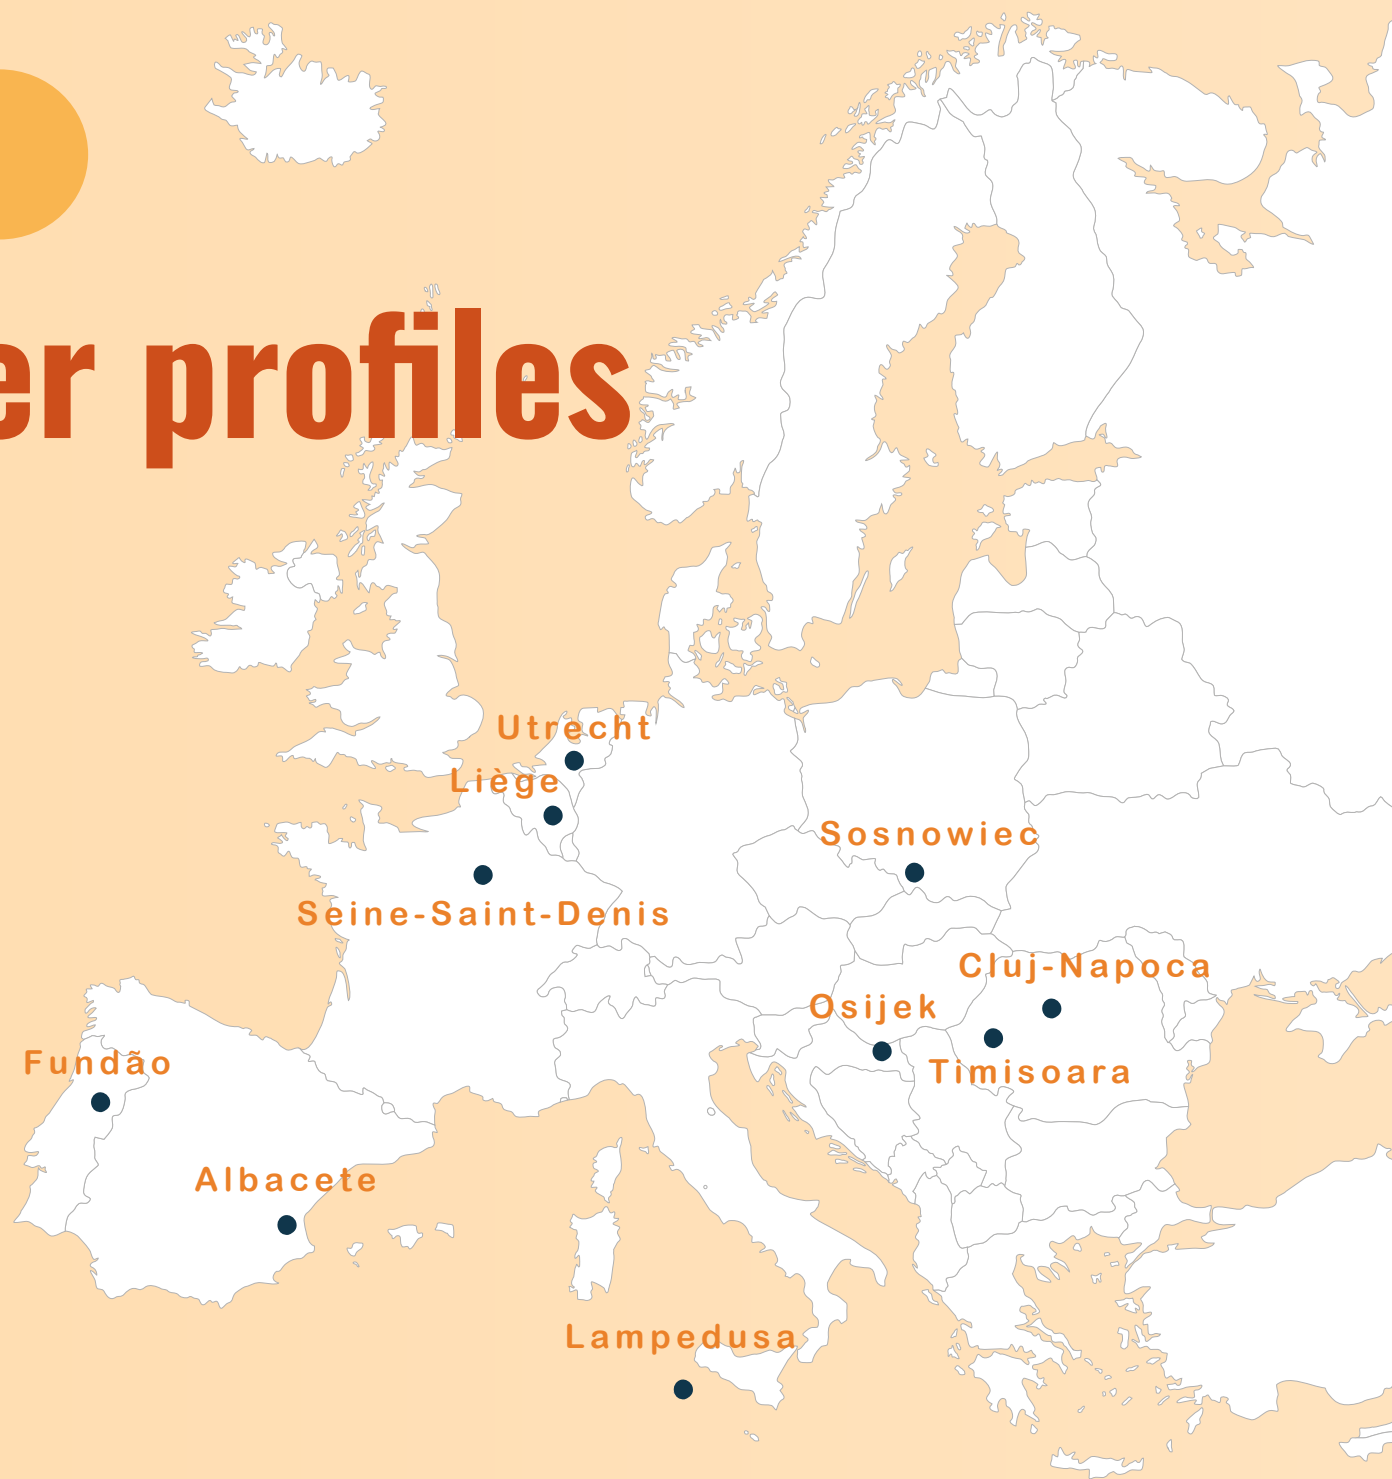 er profiles
Utrecht
Liège
Sosnowiec
Seine-Saint-Denis
Cluj-Napoca
Osijek
Timisoara
Fundão
Albacete
Lampedusa